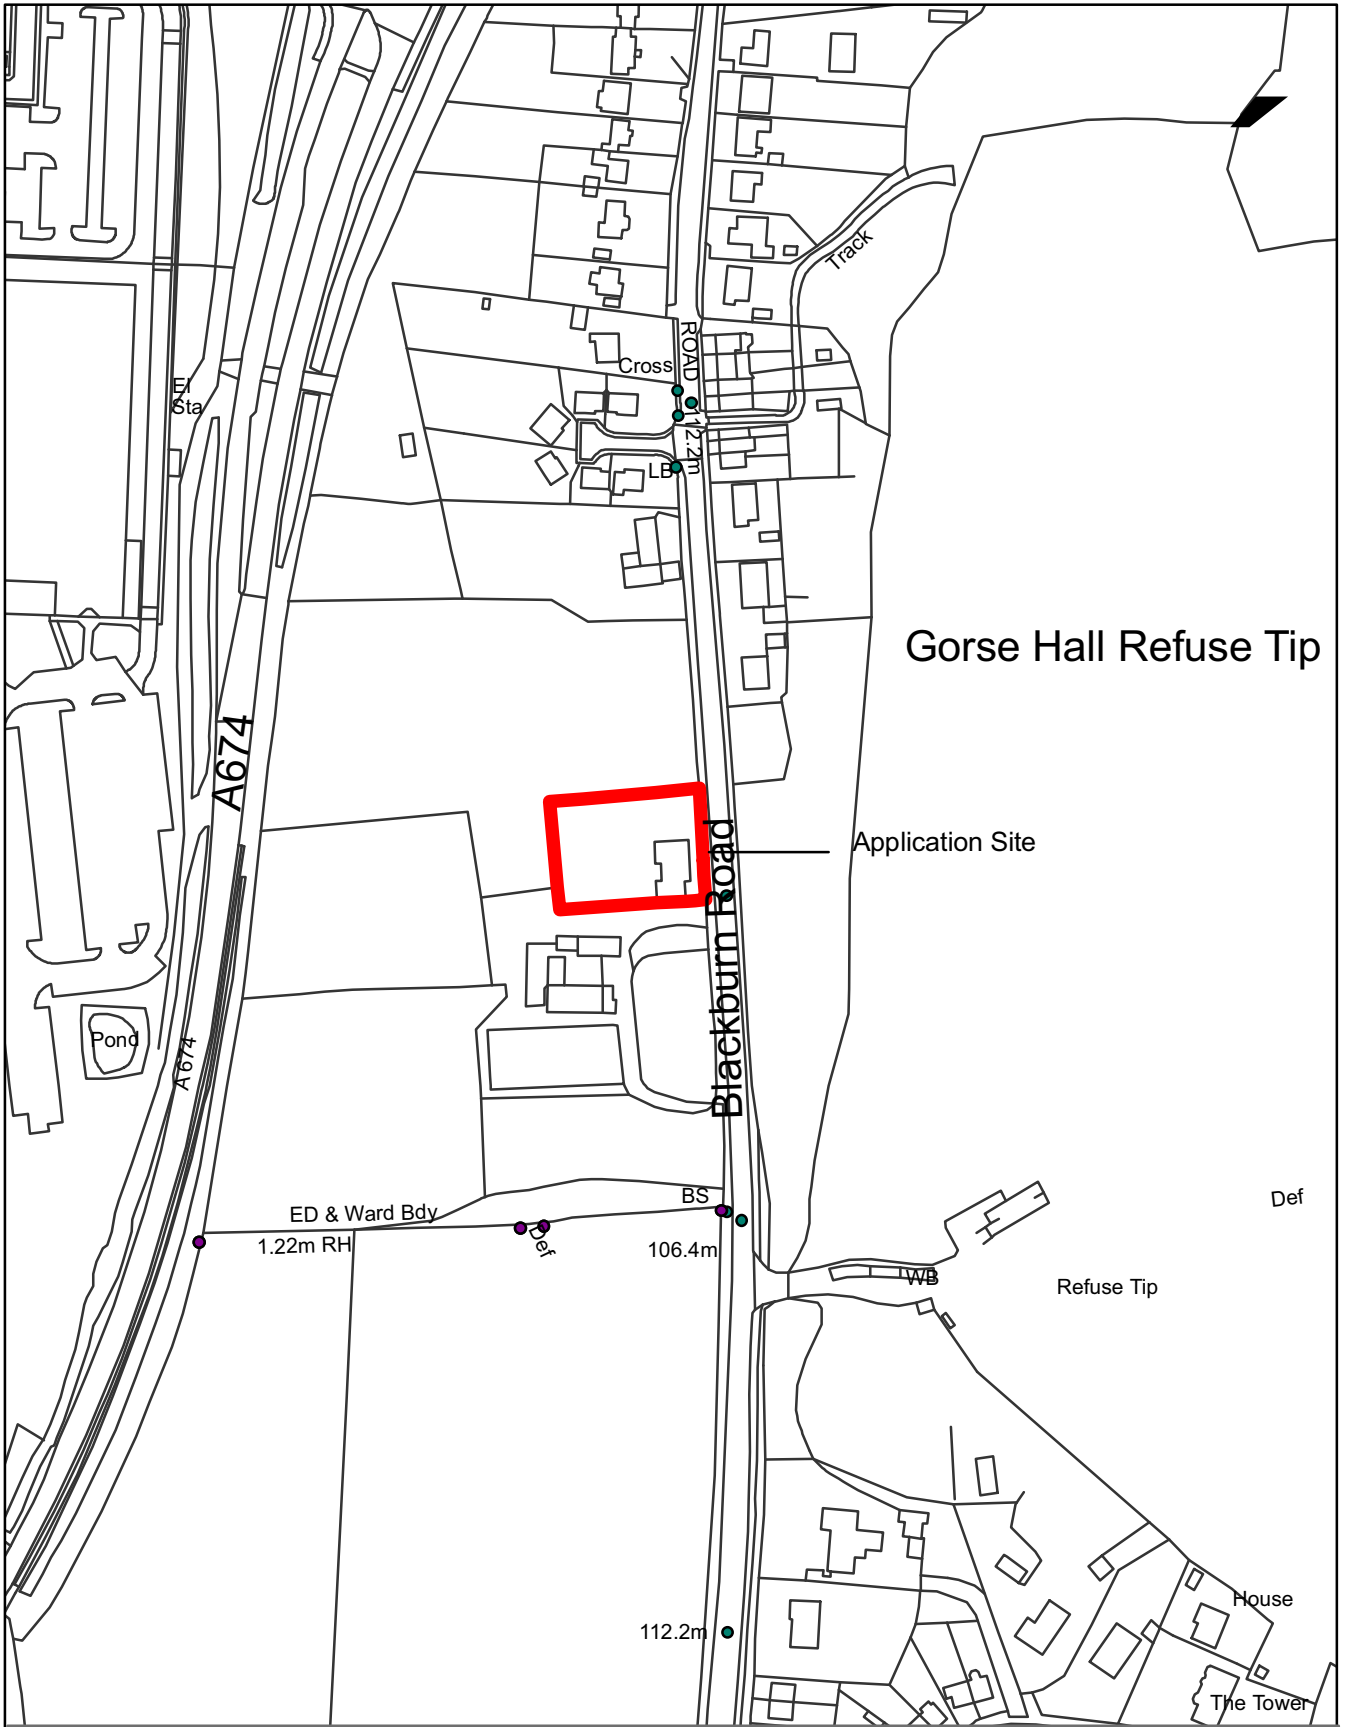 Track
ROAD
Cross
El
Sta
112.2m
LB
Gorse Hall Refuse Tip
A674
Application Site
Blackburn Road
Pond
A 674
BS
ED & Ward Bdy
Def
1.22m RH
Def
106.4m
WB
Refuse Tip
House
112.2m
The Tower